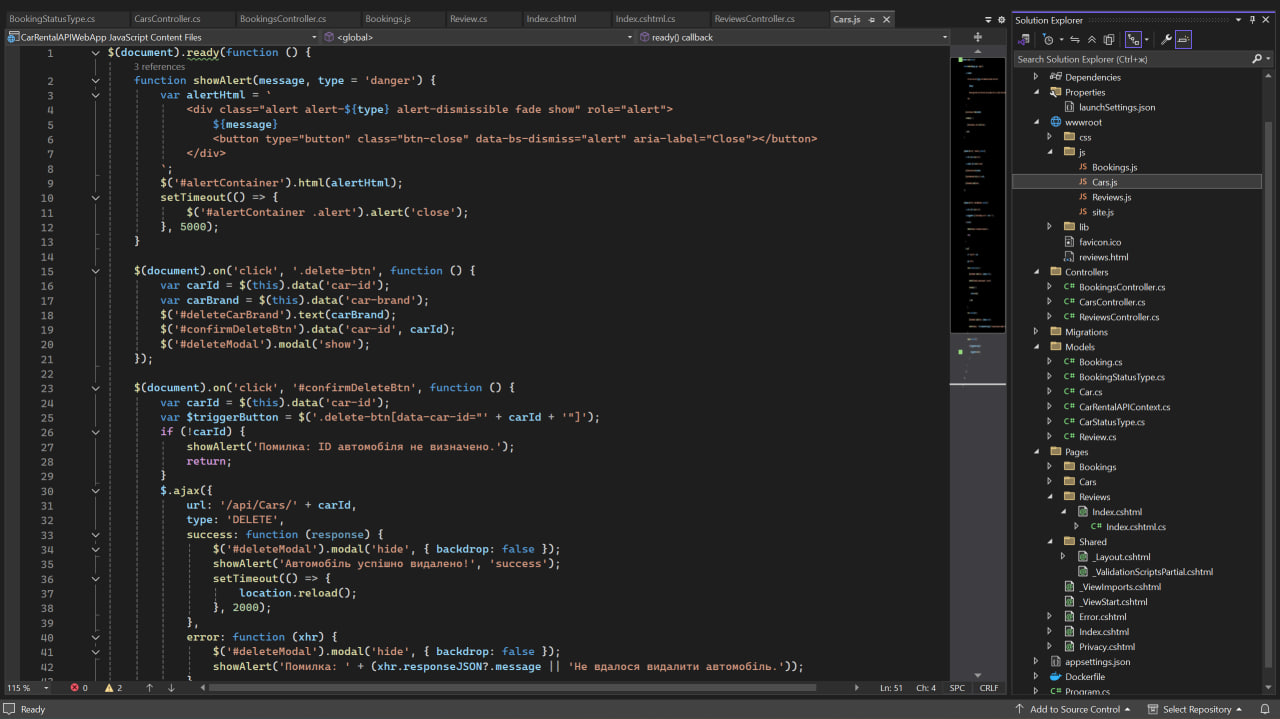 BookingStatusType.cs CarsController.cs BookingsController.cs Bookings.js Review.cs Index.cshtml Index.cshtml.cs ReviewsController.cs Cars.js
CarRentalAPIWebApp JavaScript Content Files <global> ready() callback
1 $(document).ready(function () {
3 references
2 function showAlert(message, type = 'danger') {
3 var alertHtml = `
4 <div class="alert alert-${type} alert-dismissible fade show" role="alert">
5 ${message}
6 <button type="button" class="btn-close" data-bs-dismiss="alert" aria-label="Close"></button>
7 </div>
8 `;
9 $('#alertContainer').html(alertHtml);
10 setTimeout(() => {
11 $('#alertContainer .alert').alert('close');
12 }, 5000);
13 }
14
15 $(document).on('click', '.delete-btn', function () {
16 var carId = $(this).data('car-id');
17 var carBrand = $(this).data('car-brand');
18 $('#deleteCarBrand').text(carBrand);
19 $('#confirmDeleteBtn').data('car-id', carId);
20 $('#deleteModal').modal('show');
21 });
22
23 $(document).on('click', '#confirmDeleteBtn', function () {
24 var carId = $(this).data('car-id');
25 var $triggerButton = $('.delete-btn[data-car-id="' + carId + '"]');
26 if (!carId) {
27 showAlert('Помилка: ID автомобіля не визначено.');
28 return;
29 }
30 $.ajax({
31 url: '/api/Cars/' + carId,
32 type: 'DELETE',
33 success: function (response) {
34 $('#deleteModal').modal('hide', { backdrop: false });
35 showAlert('Автомобіль успішно видалено!', 'success');
36 setTimeout(() => {
37 location.reload();
38 }, 2000);
39 },
40 error: function (xhr) {
41 $('#deleteModal').modal('hide', { backdrop: false });
42 showAlert('Помилка: ' + (xhr.responseJSON?.message || 'Не вдалося видалити автомобіль.'));
115 % 0 2 Ln: 51 Ch: 4 SPC CRLF
Ready
Solution Explorer
Search Solution Explorer (Ctrl+ж)
Dependencies
Properties
launchSettings.json
wwwroot
css
js
JS Bookings.js
JS Cars.js
JS Reviews.js
JS site.js
lib
favicon.ico
reviews.html
Controllers
C# BookingsController.cs
C# CarsController.cs
C# ReviewsController.cs
Migrations
Models
C# Booking.cs
C# BookingStatusType.cs
C# Car.cs
C# CarRentalAPIContext.cs
C# CarStatusType.cs
C# Review.cs
Pages
Bookings
Cars
Reviews
Index.cshtml
C# Index.cshtml.cs
Shared
_Layout.cshtml
_ValidationScriptsPartial.cshtml
_ViewImports.cshtml
_ViewStart.cshtml
Error.cshtml
Index.cshtml
Privacy.cshtml
appsettings.json
Dockerfile
C# Program.cs
Add to Source Control Select Repository